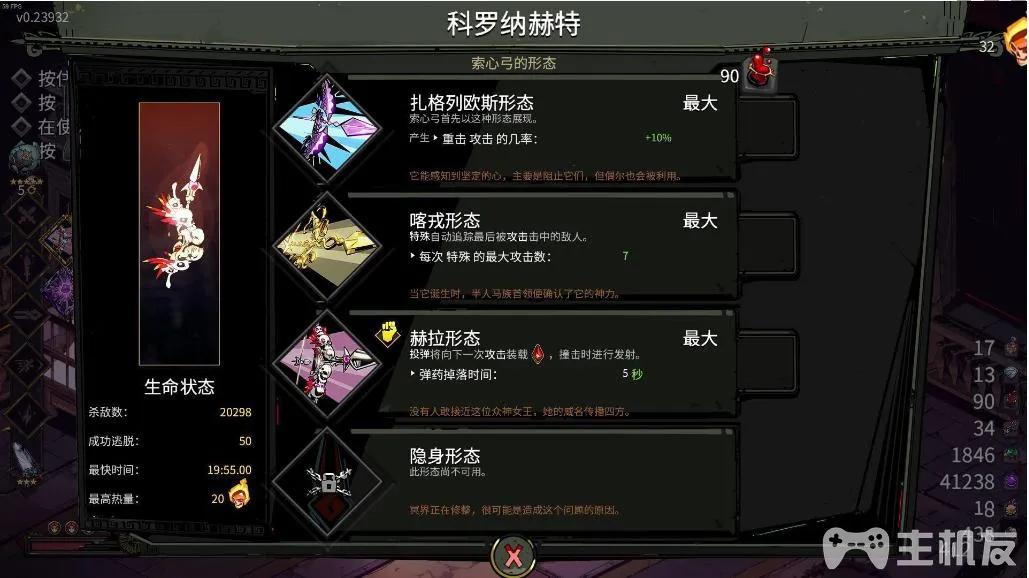 59 FPS
v0.23932
科罗纳赫特
32
索心弓的形态
90
按住
按
在使
按
5
扎格列欧斯形态
最大
索心弓首先以这种形态展现。
产生 重击 攻击 的几率：
+10%
它能感知到坚定的心，主要是阻止它们，但偶尔也会被利用。
喀戎形态
最大
特殊自动追踪最后被攻击击中的敌人。
每次 特殊 的最大攻击数：
7
当它诞生时，半人马族首领便确认了它的神力。
赫拉形态
最大
投弹将向下一次攻击装载，撞击时进行发射。
弹药掉落时间：
5 秒
没有人敢接近这位众神女王，她的威名传播四方。
隐身形态
此形态尚不可用。
冥界正在修整，很可能是造成这个问题的原因。
生命状态
杀敌数：
20298
成功逃脱：
50
最快时间：
19:55.00
最高热量：
20
17
13
90
34
1846
41238
18
主机友